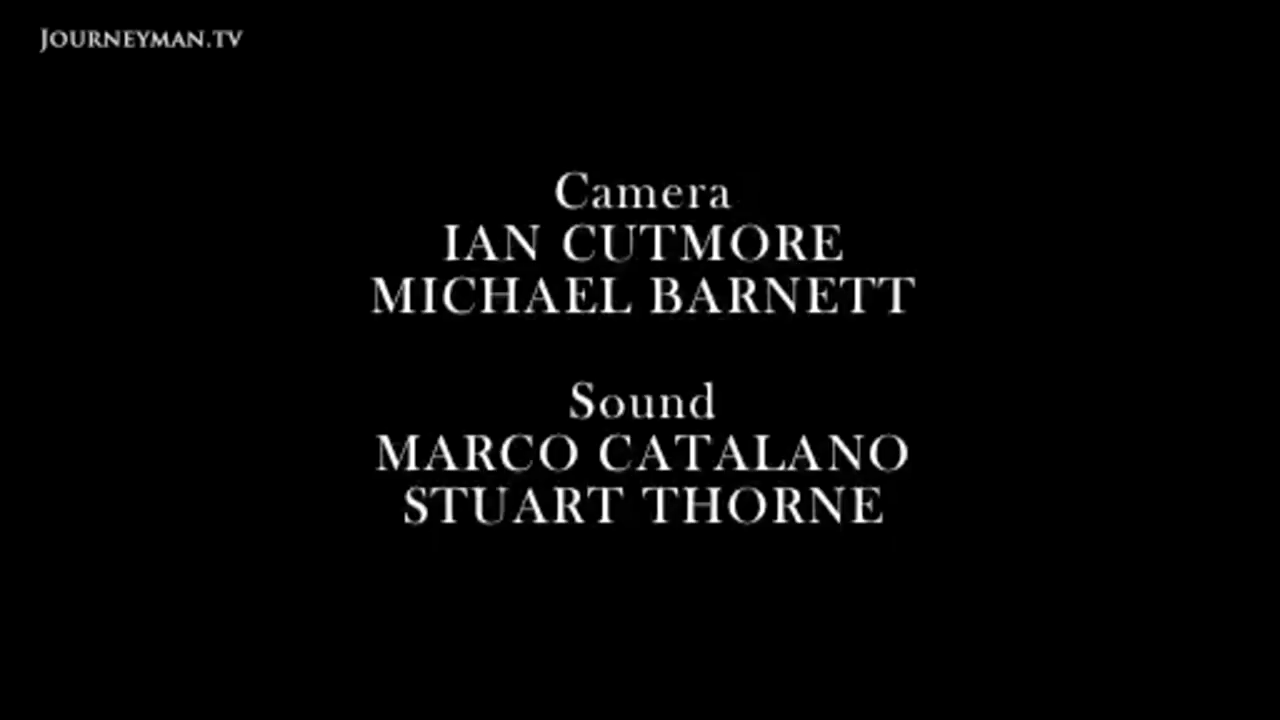 JOURNEYMAN.TV
Camera
IAN CUTMORE
MICHAEL BARNETT
Sound
MARCO CATALANO
STUART THORNE